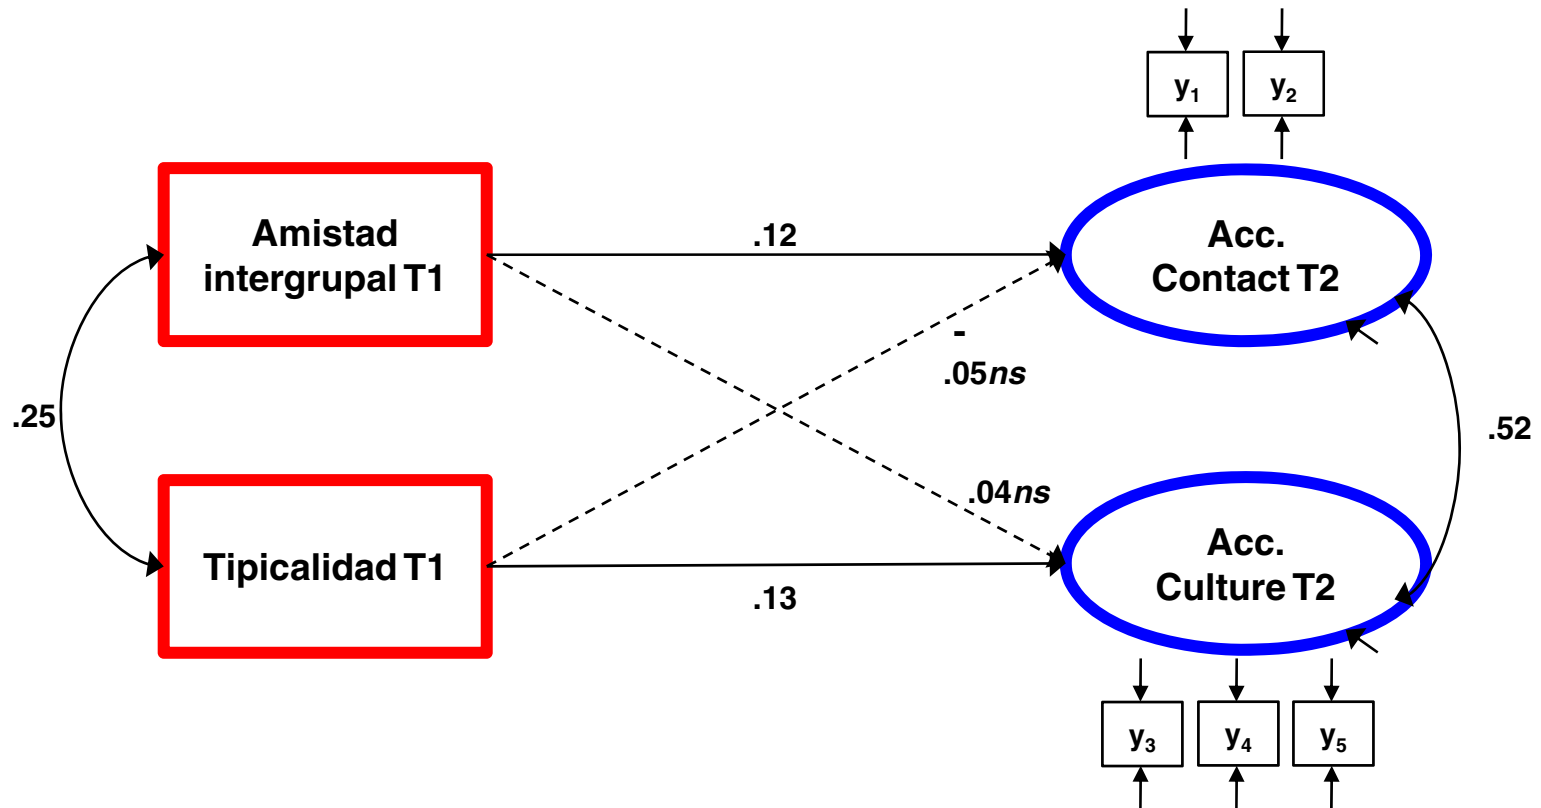 y1
y2
Amistad
intergrupal T1
.12
Acc.
Contact T2
-
.05ns
.25
.52
.04ns
Tipicalidad T1
Acc.
Culture T2
.13
y3
y4
y5